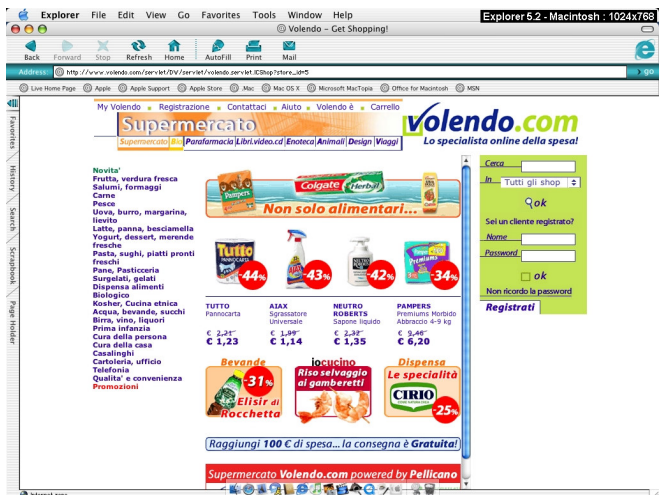 Explorer File Edit View Go Favorites Tools Window Help
Explorer 5.2 - Macintosh : 1024x768
Volendo – Get Shopping!
Back Forward Stop Refresh Home AutoFill Print Mail
Address: http://www.volendo.com/servlet/DV/servlet/volendo.servlet.ICShop?store_id=5 go
Live Home Page Apple Apple Support Apple Store .Mac Mac OS X Microsoft MacTopia Office for Macintosh MSN
Favorites
History
Search
Scrapbook
Page Holder
My Volendo Registrazione Contattaci Aiuto Volendo è Carrello
Supermercato
Supermercato Bio Parafarmacia Libri.video.cd Enoteca Animali Design Viaggi
Volendo.com
Lo specialista online della spesa!
Novita'
Frutta, verdura fresca
Salumi, formaggi
Carne
Pesce
Uova, burro, margarina,
lievito
Latte, panna, besciamella
Yogurt, dessert, merende
fresche
Pasta, sughi, piatti pronti
freschi
Pane, Pasticceria
Surgelati, gelati
Dispensa alimenti
Biologico
Kosher, Cucina etnica
Acqua, bevande, succhi
Birra, vino, liquori
Prima infanzia
Cura della persona
Cura della casa
Casalinghi
Cartoleria, ufficio
Telefonia
Qualita' e convenienza
Promozioni
Pampers
Colgate Herbal
Non solo alimentari...
Tutto
PANNOCARTA
-44%
AJAX
-43%
NEUTRO
ROBERTS
-42%
Pampers
Premiums
-34%
TUTTO
Pannocarta
€ 2,21
€ 1,23
AIAX
Sgrassatore
Universale
€ 1,99
€ 1,14
NEUTRO
ROBERTS
Sapone liquido
€ 2,32
€ 1,35
PAMPERS
Premiums Morbido
Abbraccio 4-9 kg
€ 9,46
€ 6,20
Bevande
-31%
Elisir di
Rocchetta
iocucino
Riso selvaggio
ai gamberetti
Dispensa
Le specialità
CIRIO
-25%
Raggiungi 100 € di spesa... la consegna è Gratuita!
Supermercato Volendo.com powered by Pellicano
Cerca
In Tutti gli shop
ok
Sei un cliente registrato?
Nome
Password
ok
Non ricordo la password
Registrati
Internet zone